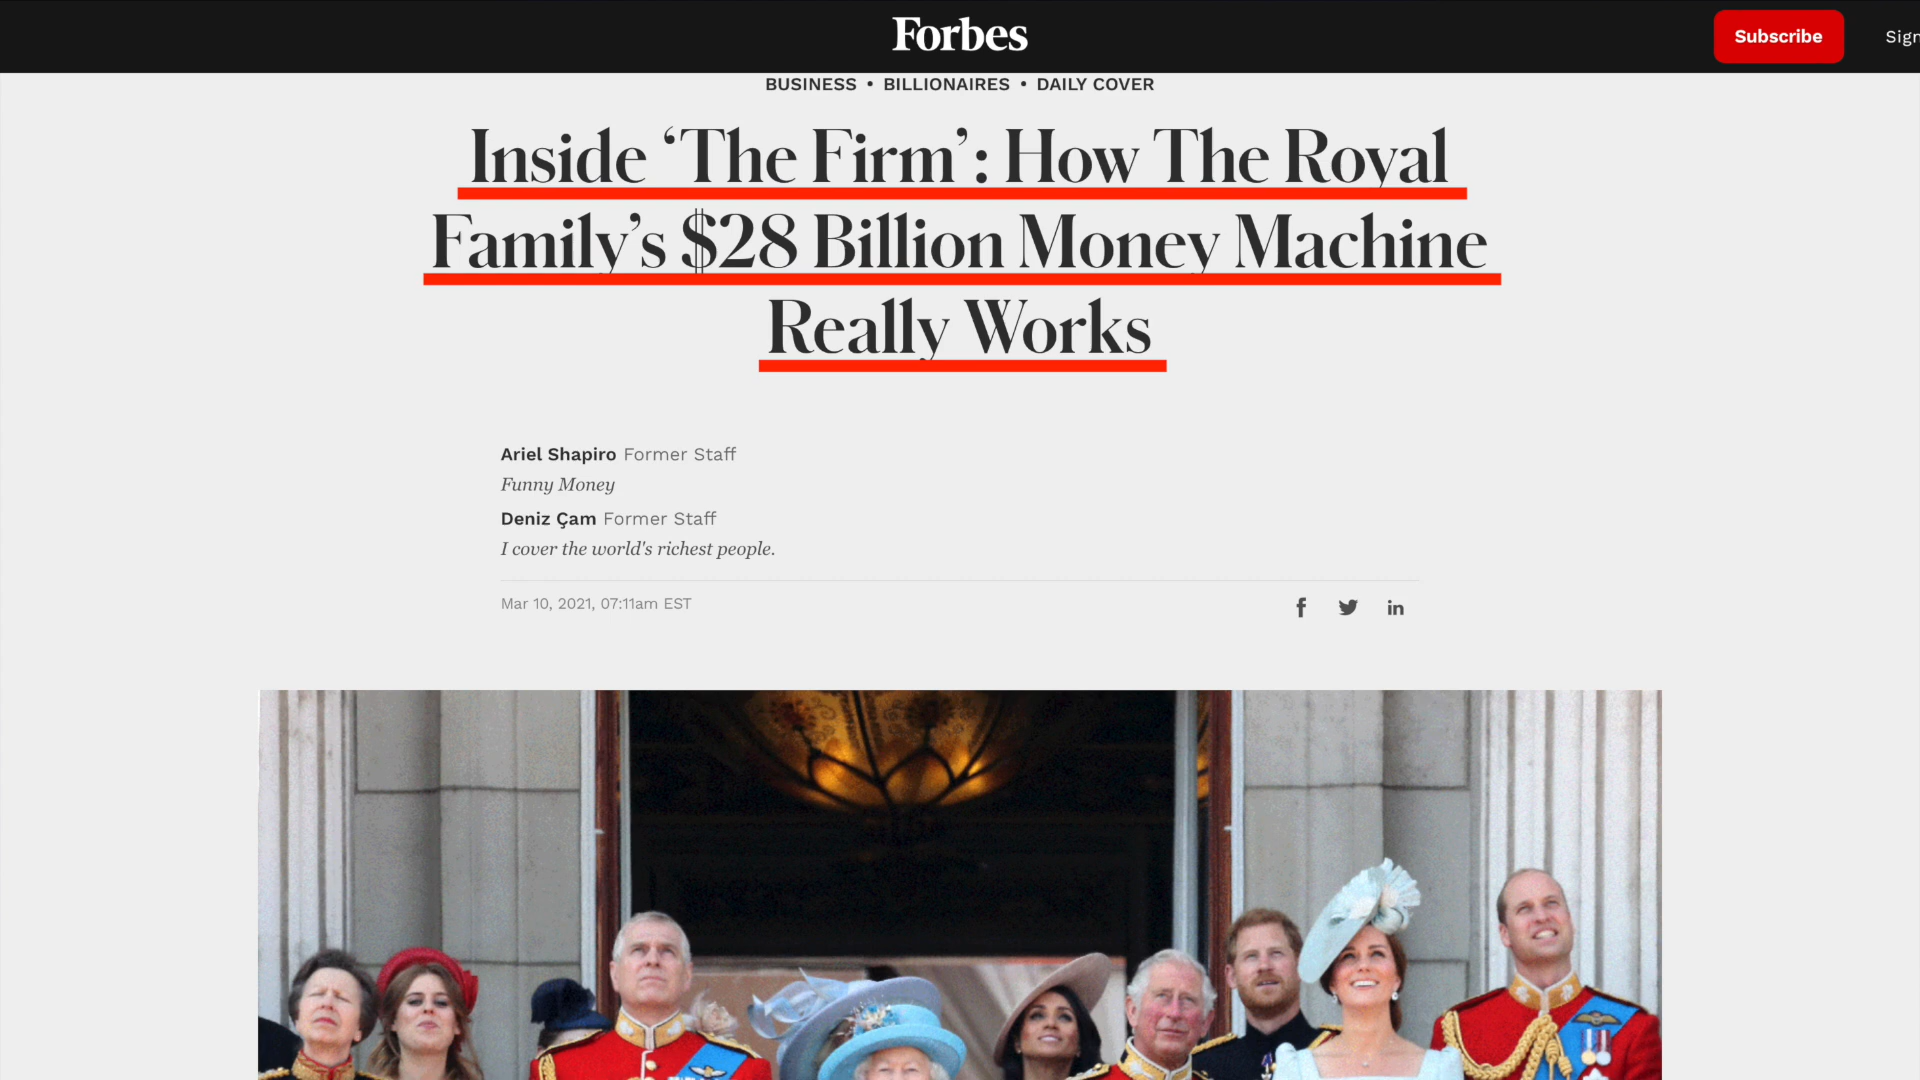 Forbes
Subscribe
Sign
BUSINESS • BILLIONAIRES • DAILY COVER
Inside ‘The Firm’: How The Royal
Family’s $28 Billion Money Machine
Really Works
Ariel Shapiro Former Staff
Funny Money
Deniz Çam Former Staff
I cover the world's richest people.
Mar 10, 2021, 07:11am EST